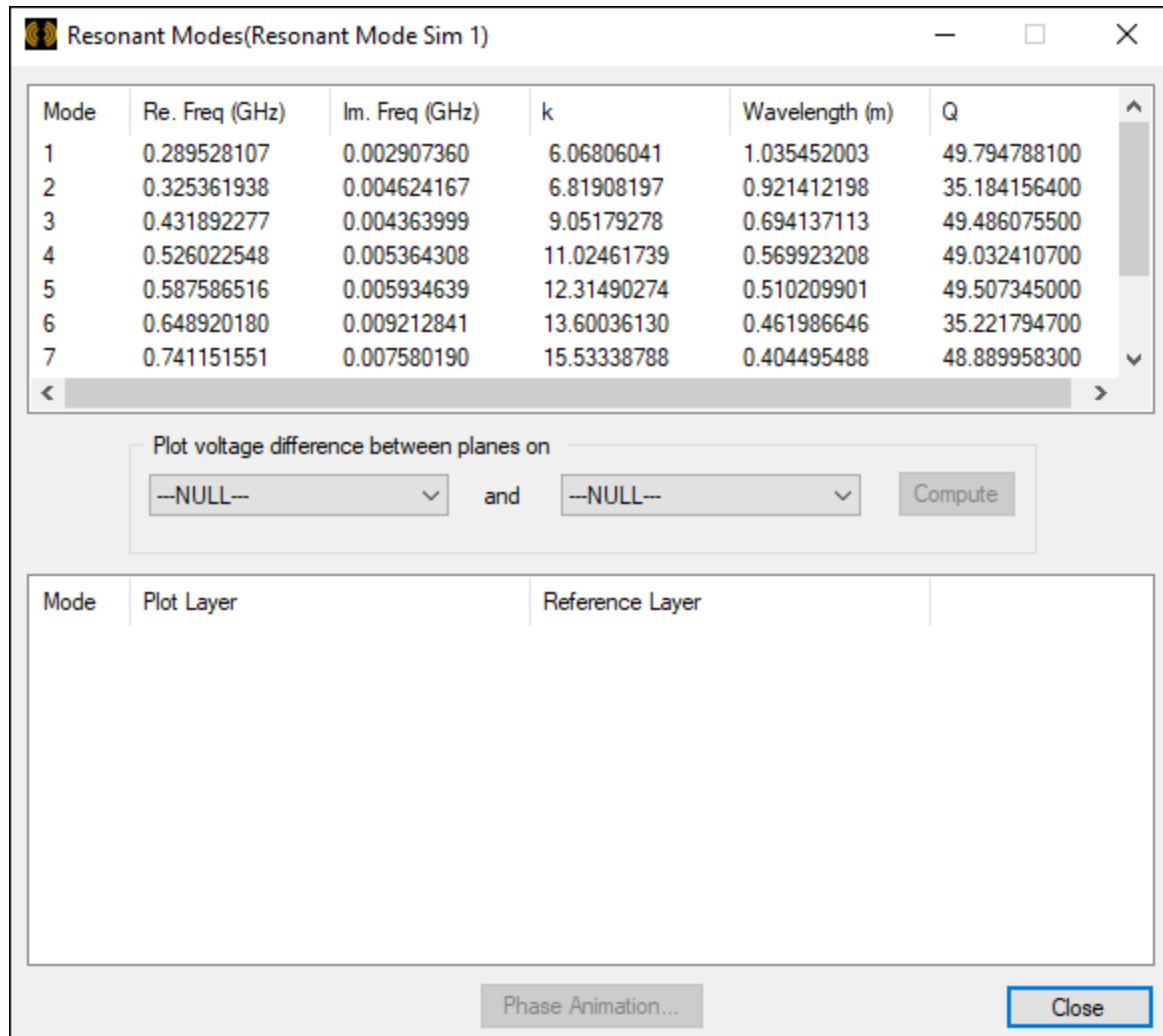 Resonant Modes(Resonant Mode Sim 1)
Mode Re. Freq (GHz) Im. Freq (GHz) k Wavelength (m) Q
1 0.289528107 0.002907360 6.06806041 1.035452003 49.794788100
2 0.325361938 0.004624167 6.81908197 0.921412198 35.184156400
3 0.431892277 0.004363999 9.05179278 0.694137113 49.486075500
4 0.526022548 0.005364308 11.02461739 0.569923208 49.032410700
5 0.587586516 0.005934639 12.31490274 0.510209901 49.507345000
6 0.648920180 0.009212841 13.60036130 0.461986646 35.221794700
7 0.741151551 0.007580190 15.53338788 0.404495488 48.889958300
Plot voltage difference between planes on
---NULL--- and ---NULL--- Compute
Mode Plot Layer Reference Layer
Phase Animation... Close